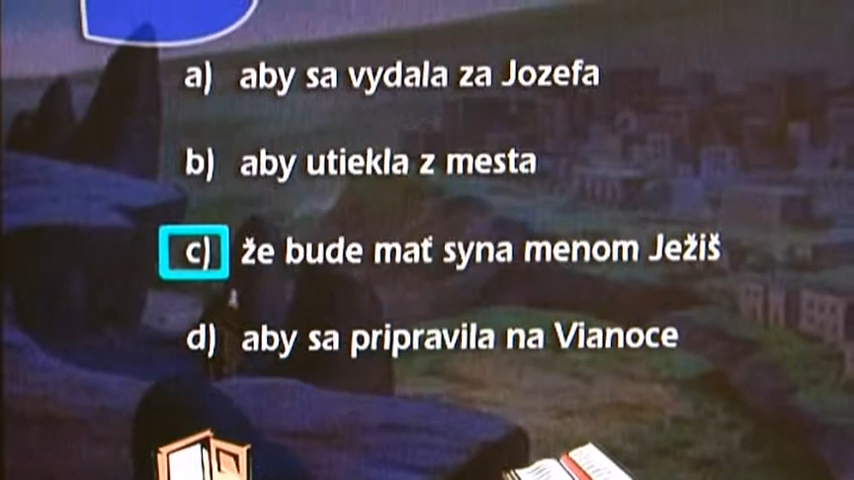 a) aby sa vydala za Jozefa
b) aby utiekla z mesta
c) že bude mať syna menom Ježiš
d) aby sa pripravila na Vianoce